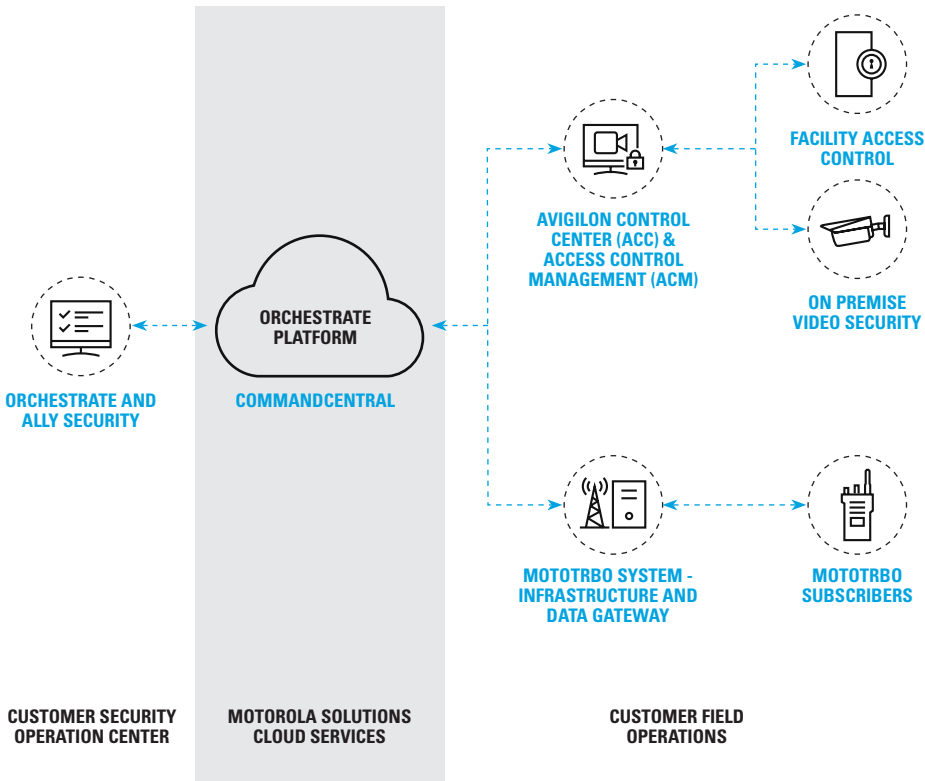 FACILITY ACCESS
CONTROL
AVIGILON CONTROL
CENTER (ACC) &
ACCESS CONTROL
MANAGEMENT (ACM)
ON PREMISE
VIDEO SECURITY
ORCHESTRATE
PLATFORM
ORCHESTRATE AND
ALLY SECURITY
COMMANDCENTRAL
MOTOTRBO SYSTEM -
INFRASTRUCTURE AND
DATA GATEWAY
MOTOTRBO
SUBSCRIBERS
CUSTOMER SECURITY
OPERATION CENTER
MOTOROLA SOLUTIONS
CLOUD SERVICES
CUSTOMER FIELD
OPERATIONS